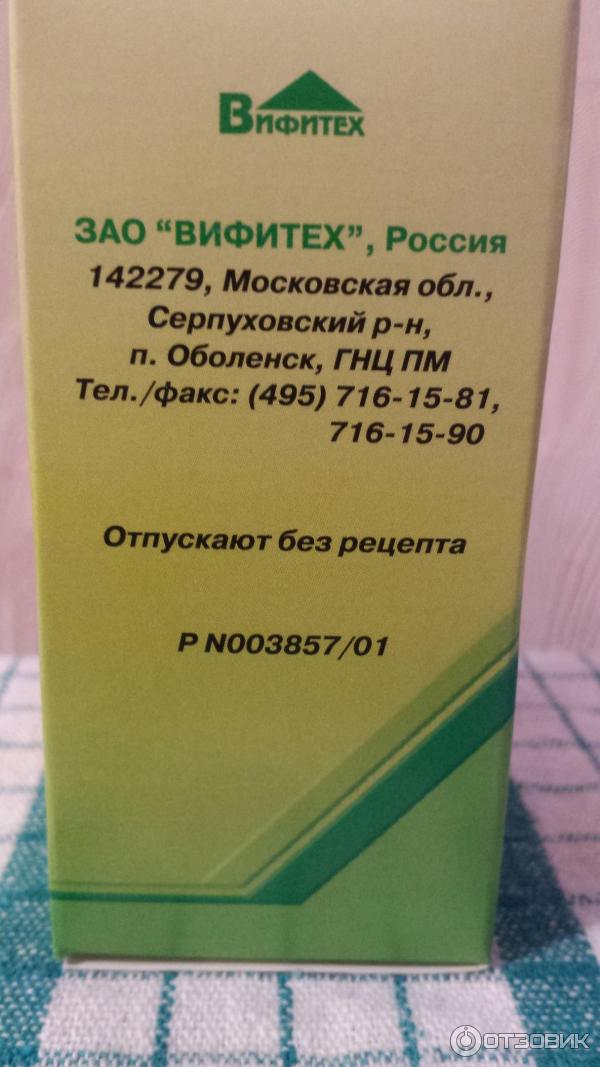 ВИФИТЕХ
ЗАО “ВИФИТЕХ”, Россия
142279, Московская обл.,
Серпуховский р-н,
п. Оболенск, ГНЦ ПМ
Тел./факс: (495) 716-15-81,
716-15-90
Отпускают без рецепта
Р N003857/01
ОТЗОВИК